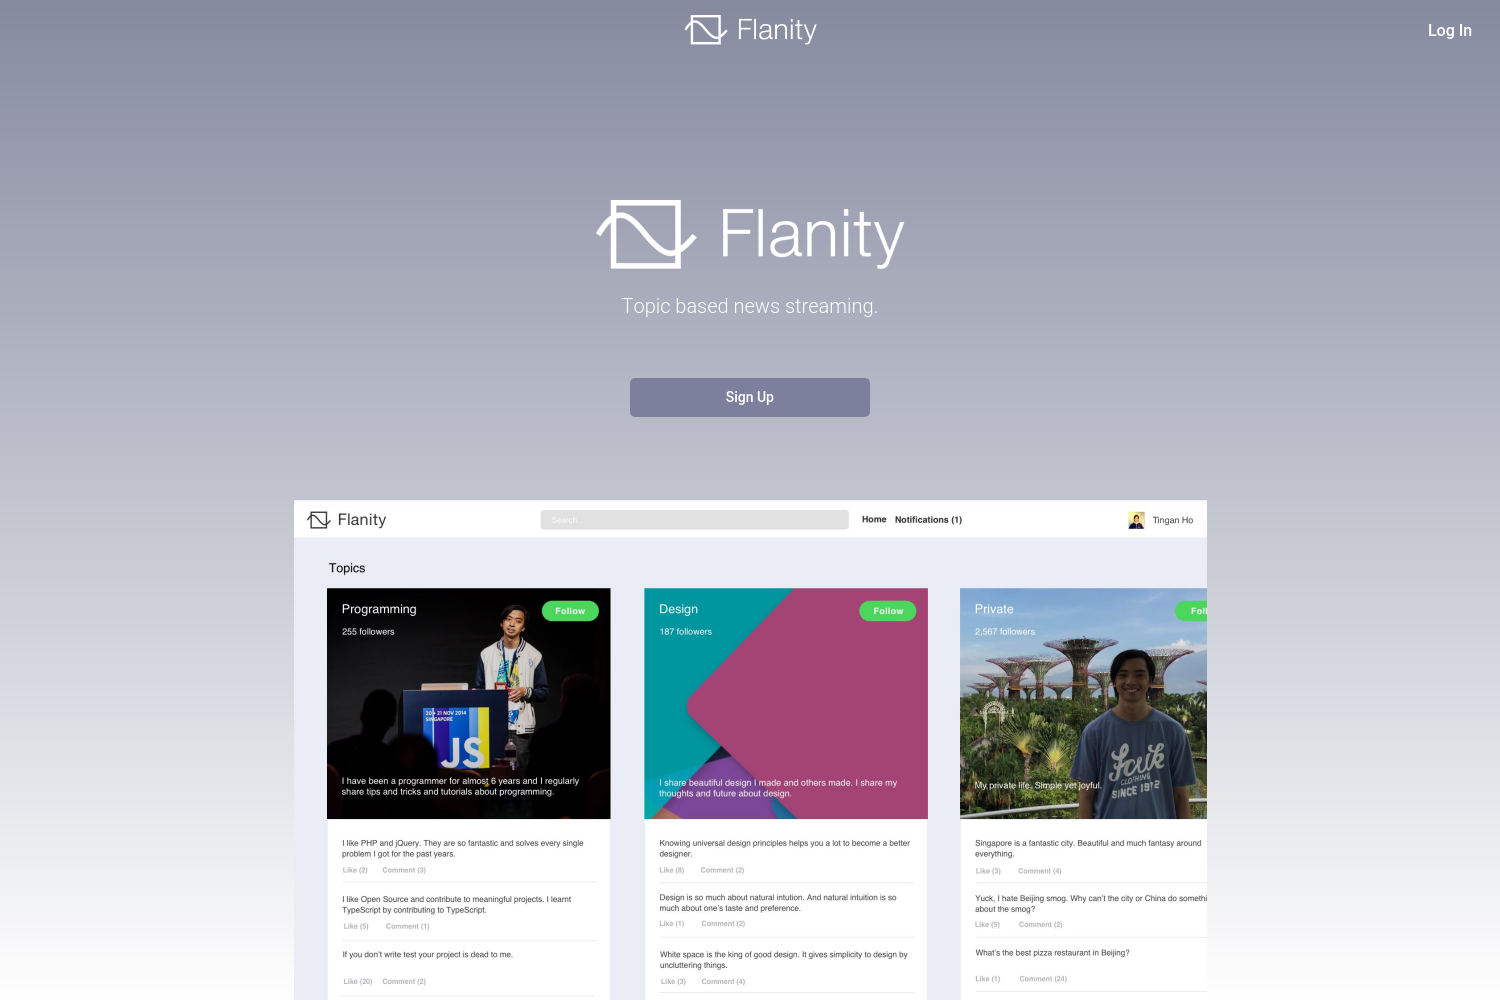 Flanity
Log In
Flanity
Topic based news streaming.
Sign Up
Flanity
Search...
Home Notifications (1)
Tingan Ho
Topics
Programming
Follow
255 followers
20 - 21 NOV 2014
SINGAPORE
JS
I have been a programmer for almost 6 years and I regularly
share tips and tricks and tutorials about programming.
I like PHP and jQuery. They are so fantastic and solves every single
problem I got for the past years.
Like (2) Comment (3)
I like Open Source and contribute to meaningful projects. I learnt
TypeScript by contributing to TypeScript.
Like (5) Comment (1)
If you don't write test your project is dead to me.
Like (20) Comment (2)
Design
Follow
187 followers
I share beautiful design I made and others made. I share my
thoughts and future about design.
Knowing universal design principles helps you a lot to become a better
designer.
Like (8) Comment (2)
Design is so much about natural intution. And natural intuition is so
much about one's taste and preference.
Like (1) Comment (2)
White space is the king of good design. It gives simplicity to design by
uncluttering things.
Like (3) Comment (4)
Private
Foll
2,567 followers
CLOTHING
SINCE 1972
My private life. Simple yet joyful.
Singapore is a fantastic city. Beautiful and much fantasy around
everything.
Like (3) Comment (4)
Yuck, I hate Beijing smog. Why can't the city or China do somethi
about the smog?
Like (5) Comment (2)
What's the best pizza restaurant in Beijing?
Like (1) Comment (24)